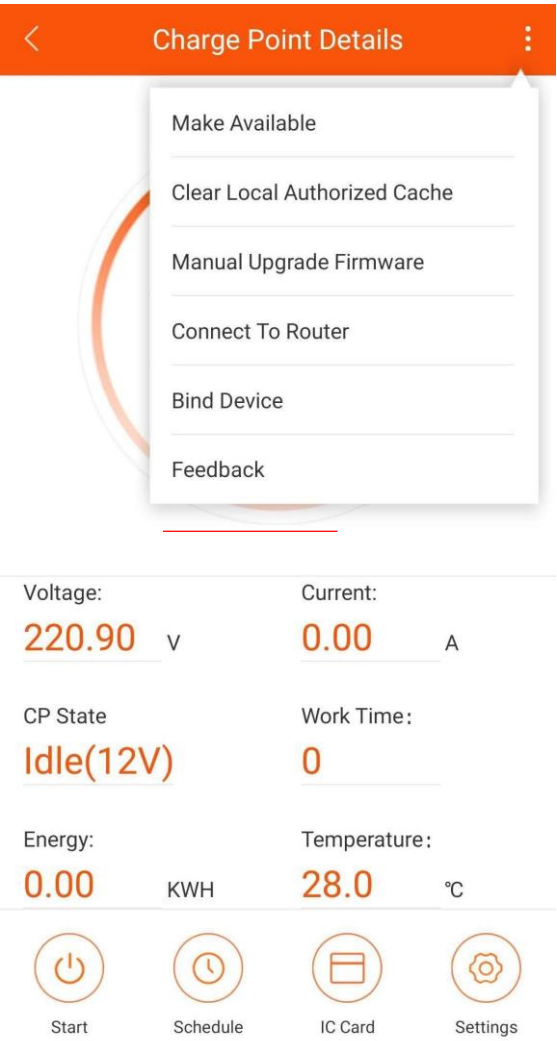 Charge Point Details
Make Available
Clear Local Authorized Cache
Manual Upgrade Firmware
Connect To Router
Bind Device
Feedback
Voltage: Current:
220.90 V 0.00 A
CP State Work Time：
Idle(12V) 0
Energy: Temperature：
0.00 KWH 28.0 ℃
Start Schedule IC Card Settings